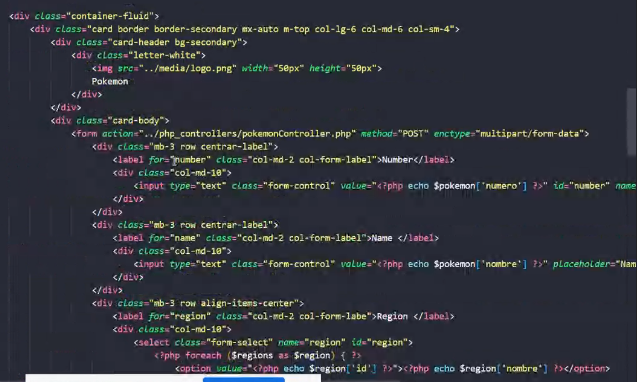 <div class="container-fluid">
<div class="card border border-secondary mx-auto m-top col-lg-6 col-md-6 col-sm-4">
<div class="card-header bg-secondary">
<div class="letter-white">
<img src="../media/logo.png" width="50px" height="50px">
Pokemon
</div>
</div>
<div class="card-body">
<form action="../php_controllers/pokemonController.php" method="POST" enctype="multipart/form-data">
<div class="mb-3 row centrar-label">
<label for="number" class="col-md-2 col-form-label">Number</label>
<div class="col-md-10">
<input type="text" class="form-control" value="<?php echo $pokemon['numero'] ?>" id="number" name
</div>
</div>
<div class="mb-3 row centrar-label">
<label for="name" class="col-md-2 col-form-label">Name </label>
<div class="col-md-10">
<input type="text" class="form-control" value="<?php echo $pokemon['nombre'] ?>" placeholder="Nam
</div>
</div>
<div class="mb-3 row align-items-center">
<label for="region" class="col-md-2 col-form-labe">Region </label>
<div class="col-md-10">
<select class="form-select" name="region" id="region">
<?php foreach ($regions as $region) { ?>
<option value="<?php echo $region['id'] ?>"><?php echo $region['nombre'] ?></option>